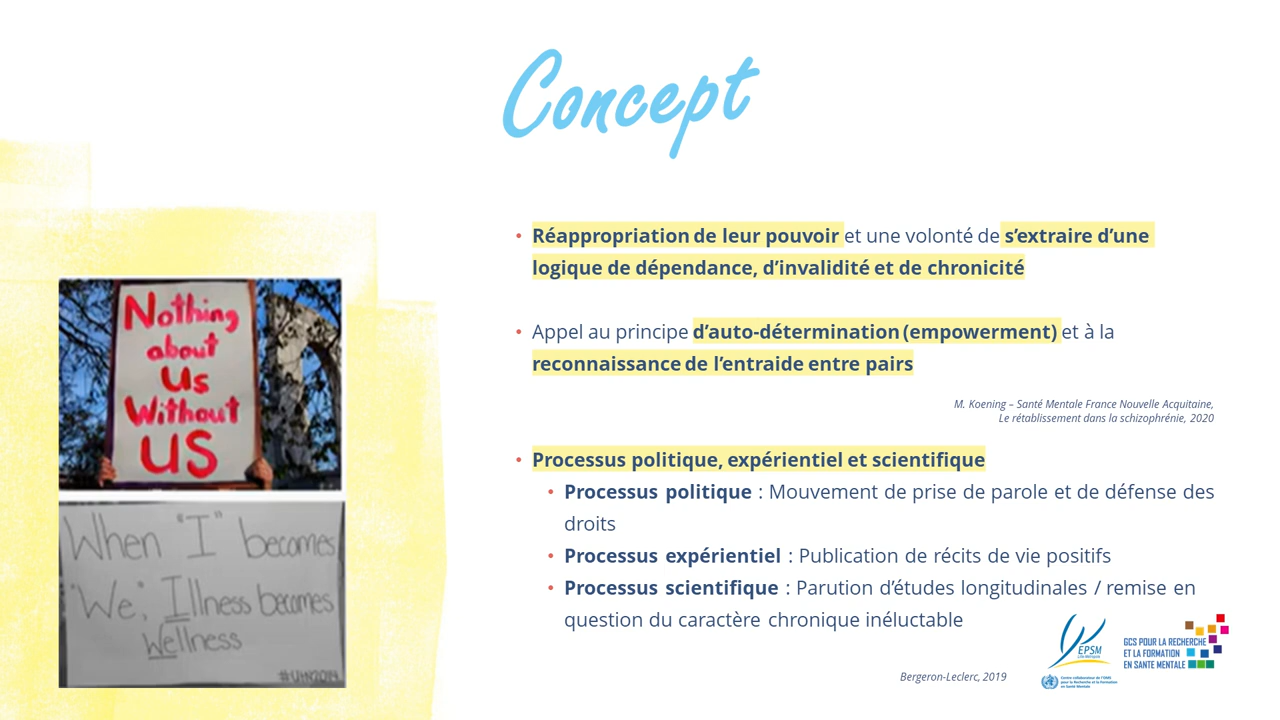 Concept
Nothing
about
Us
Without
US
When "I" becomes
"We", Illness becomes
Wellness
• Réappropriation de leur pouvoir et une volonté de s’extraire d’une
logique de dépendance, d’invalidité et de chronicité
• Appel au principe d’auto-détermination (empowerment) et à la
reconnaissance de l’entraide entre pairs
M. Koening – Santé Mentale France Nouvelle Acquitaine,
Le rétablissement dans la schizophrénie, 2020
• Processus politique, expérientiel et scientifique
• Processus politique : Mouvement de prise de parole et de défense des
droits
• Processus expérientiel : Publication de récits de vie positifs
• Processus scientifique : Parution d’études longitudinales / remise en
question du caractère chronique inéluctable
Bergeron-Leclerc, 2019
EPSM
Lille-Métropole
Centre collaborateur de l'OMS
pour la Recherche et la Formation
en Santé Mentale
GCS POUR LA RECHERCHE
ET LA FORMATION
EN SANTE MENTALE